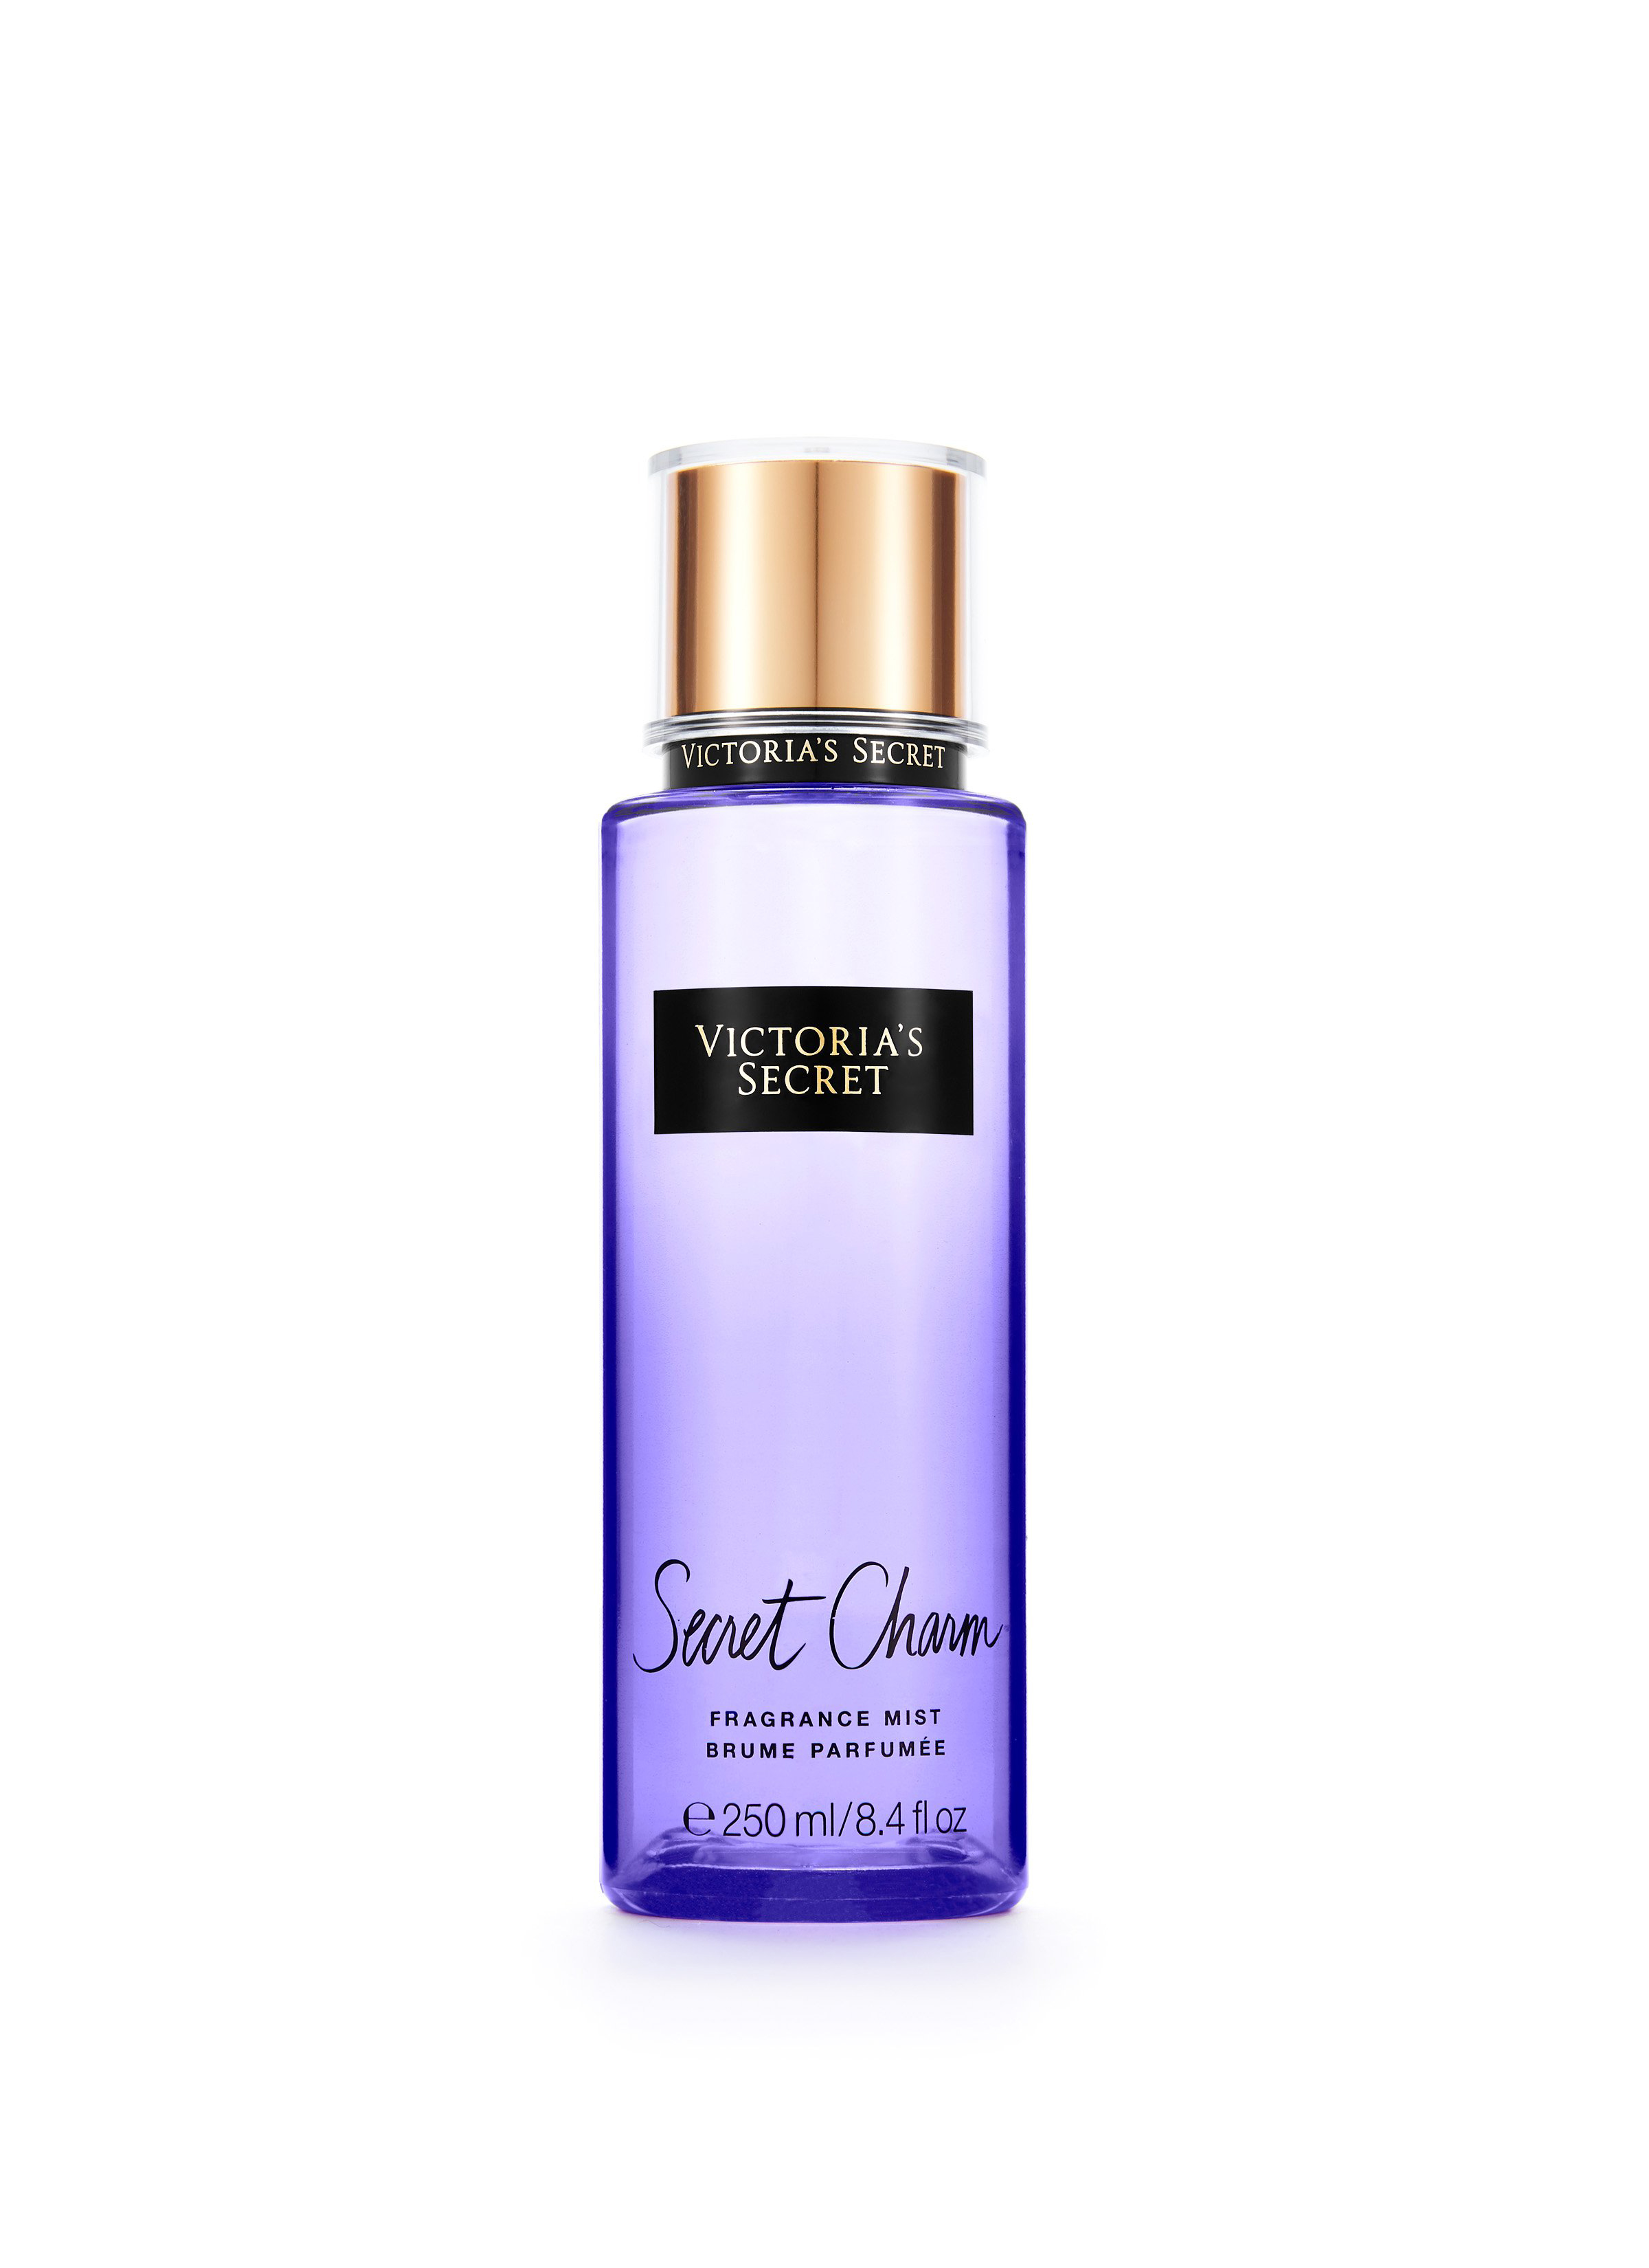 VICTORIA'S SECRET
VICTORIA'S
SECRET
Secret Charm
FRAGRANCE MIST
BRUME PARFUMÉE
℮ 250 ml/8.4 fl oz